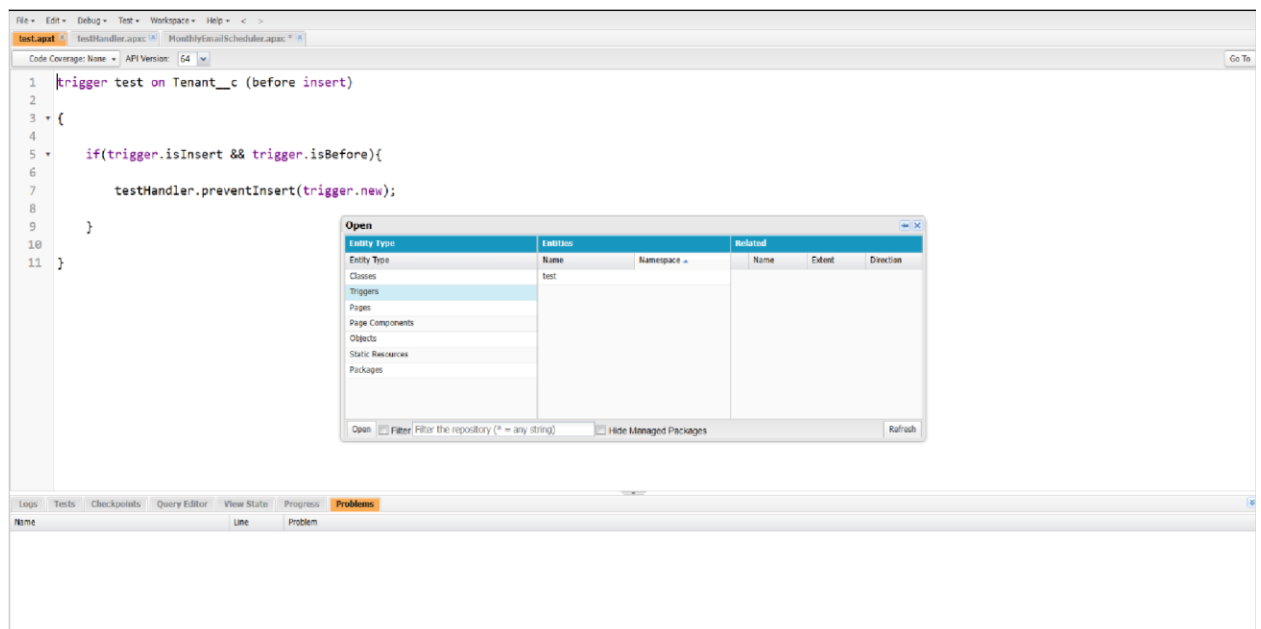 File Edit Debug Test Workspace Help < >
test.apxt testHandler.apxc MonthlyEmailScheduler.apxc *
Code Coverage: None API Version: 64 Go To
1 trigger test on Tenant__c (before insert)
2
3 {
4
5 if(trigger.isInsert && trigger.isBefore){
6
7 testHandler.preventInsert(trigger.new);
8
9 }
10
11 }
Open
Entity Type Entities Related
Entity Type Name Namespace Name Extent Direction
Classes test
Triggers
Pages
Page Components
Objects
Static Resources
Packages
Open Filter Filter the repository (* = any string) Hide Managed Packages Refresh
Logs Tests Checkpoints Query Editor View State Progress Problems
Name Line Problem